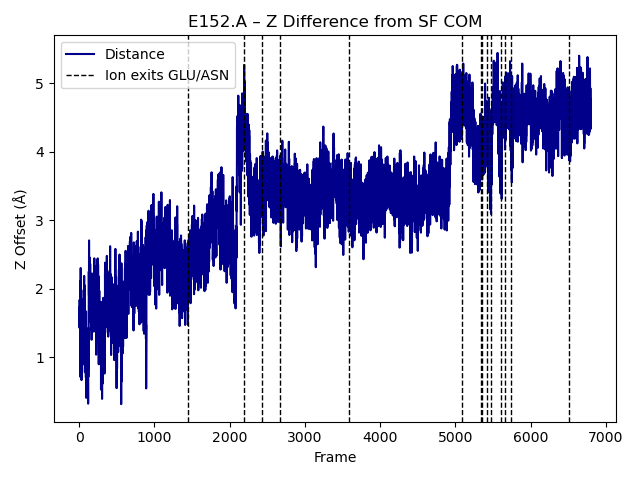 E152.A – Z Difference from SF COM
Distance
Ion exits GLU/ASN
Z Offset (Å)
5
4
3
2
1
0
1000
2000
3000
4000
5000
6000
7000
Frame